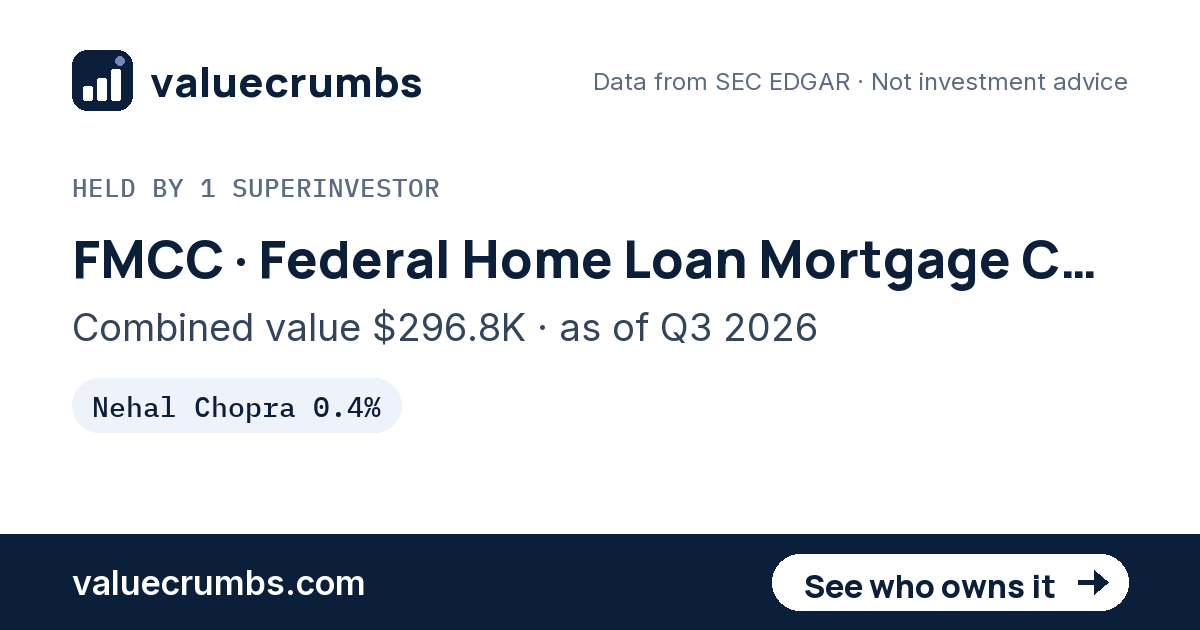 valuecrumbs
Data from SEC EDGAR · Not investment advice
HELD BY 1 SUPERINVESTOR
FMCC · Federal Home Loan Mortgage C…
Combined value $296.8K · as of Q3 2026
Nehal Chopra 0.4%
valuecrumbs.com
See who owns it →